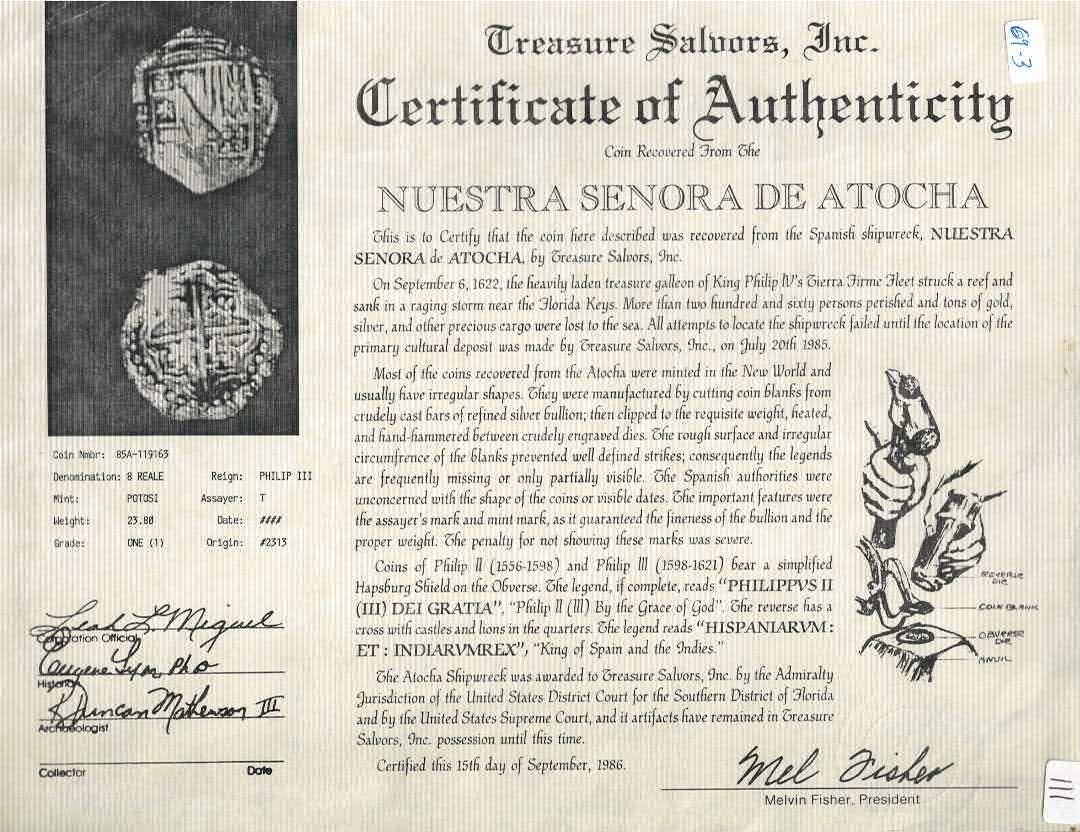 Treasure Salvors, Inc.
69-3
Certificate of Authenticity
Coin Recovered From The
NUESTRA SENORA DE ATOCHA
This is to Certify that the coin here described was recovered from the Spanish shipwreck, NUESTRA
SENORA de ATOCHA, by Treasure Salvors, Inc.
On September 6, 1622, the heavily laden treasure galleon of King Philip IV's Tierra Firme Fleet struck a reef and
sank in a raging storm near the Florida Keys. More than two hundred and sixty persons perished and tons of gold,
silver, and other precious cargo were lost to the sea. All attempts to locate the shipwreck failed until the location of the
primary cultural deposit was made by Treasure Salvors, Inc., on July 20th 1985.
Most of the coins recovered from the Atocha were minted in the New World and
usually have irregular shapes. They were manufactured by cutting coin blanks from
crudely cast bars of refined silver bullion; then clipped to the requisite weight, heated,
and hand-hammered between crudely engraved dies. The rough surface and irregular
circumfrence of the blanks prevented well defined strikes; consequently the legends
are frequently missing or only partially visible. The Spanish authorities were
unconcerned with the shape of the coins or visible dates. The important features were
the assayer's mark and mint mark, as it guaranteed the fineness of the bullion and the
proper weight. The penalty for not showing these marks was severe.
Coins of Philip II (1556-1598) and Philip III (1598-1621) bear a simplified
Hapsburg Shield on the Obverse. The legend, if complete, reads "PHILIPPVS II
(III) DEI GRATIA", "Philip II (III) By the Grace of God". The reverse has a
cross with castles and lions in the quarters. The legend reads "HISPANIARVM :
ET : INDIARVMREX", "King of Spain and the Indies."
The Atocha Shipwreck was awarded to Treasure Salvors, Inc. by the Admiralty
Jurisdiction of the United States District Court for the Southern District of Florida
and by the United States Supreme Court, and it artifacts have remained in Treasure
Salvors, Inc. possession until this time.
Certified this 15th day of September, 1986.
REVERSE DIE
COIN BLANK
OBVERSE DIE
ANVIL
Coin Nmbr: 85A-119163
Denomination: 8 REALE Reign: PHILIP III
Mint: POTOSI Assayer: T
Weight: 23.80 Date: ####
Grade: ONE (1) Origin: #2313
Leah L. Miguel
Corporation Official
Eugene Lyon, PhD
Historian
R Duncan Mathewson III
Archaeologist
Collector Date
Mel Fisher
Melvin Fisher, President
III